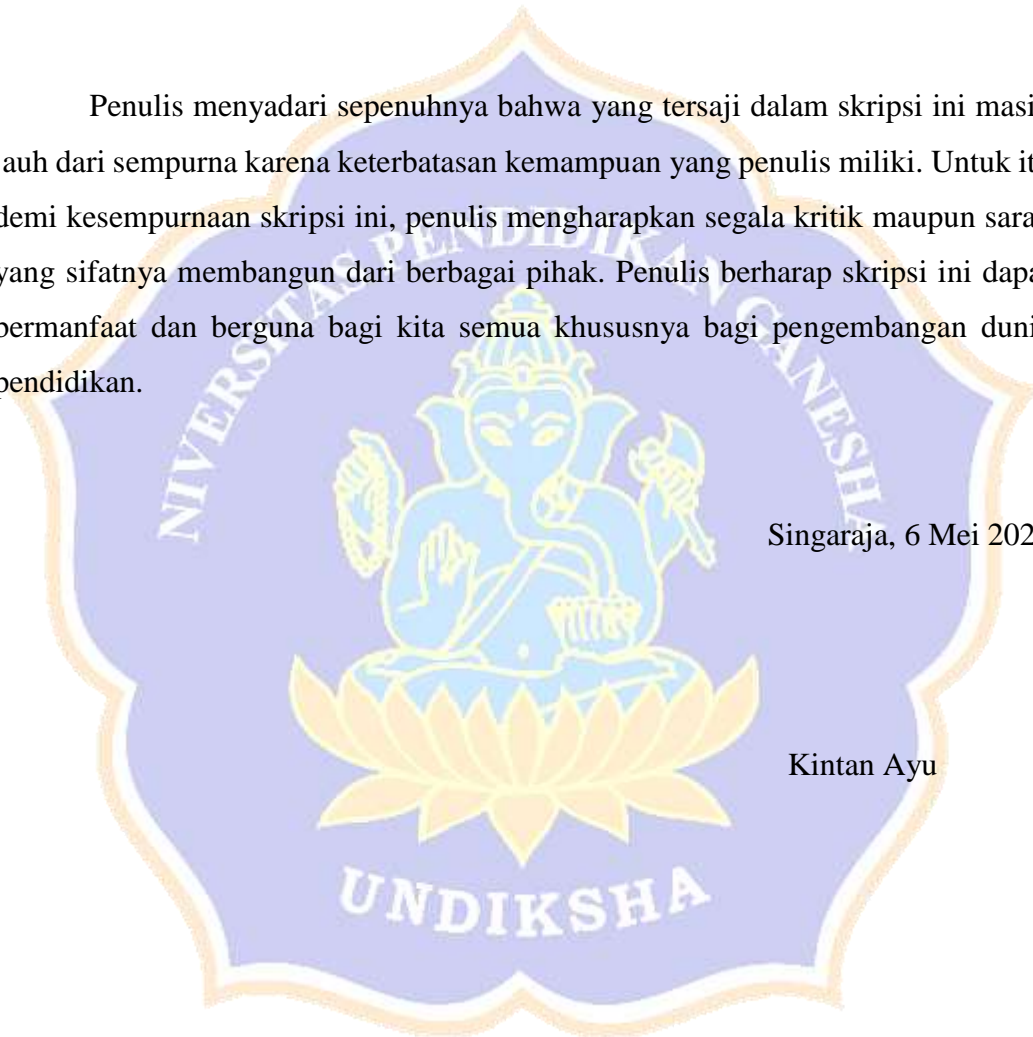 Penulis menyadari sepenuhnya bahwa yang tersaji dalam skripsi ini masi
auh dari sempurna karena keterbatasan kemampuan yang penulis miliki. Untuk it
demi kesempurnaan skripsi ini, penulis mengharapkan segala kritik maupun sara
yang sifatnya membangun dari berbagai pihak. Penulis berharap skripsi ini dapa
bermanfaat dan berguna bagi kita semua khususnya bagi pengembangan duni
pendidikan.
NIVERSITAS PENDIDIKAN GANESHA
Singaraja, 6 Mei 202
Kintan Ayu
UNDIKSHA